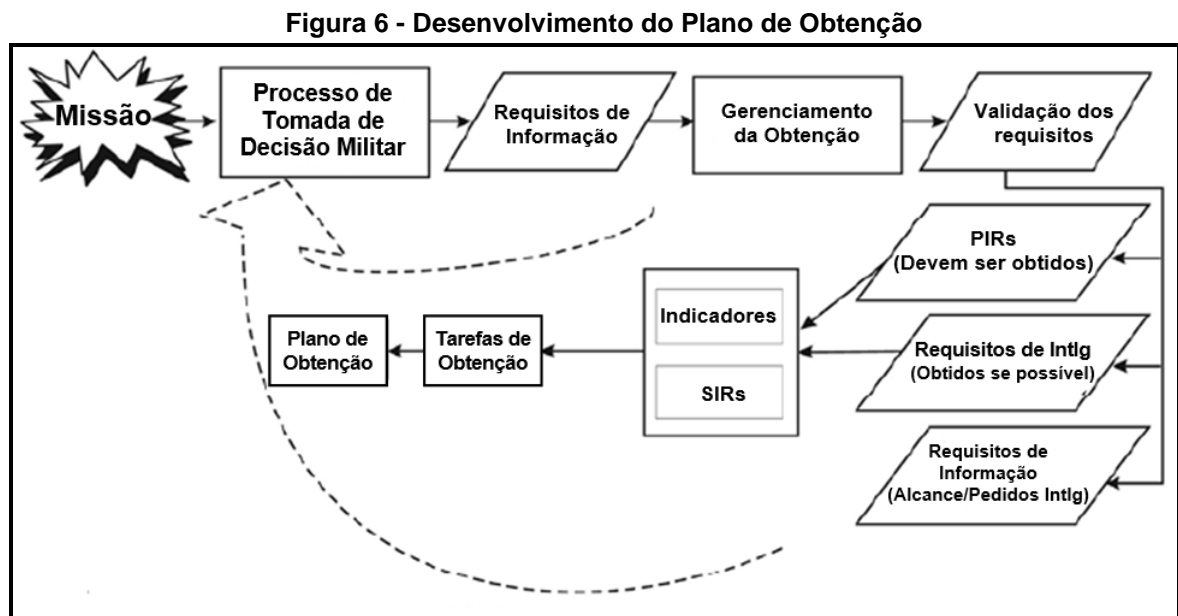 Figura 6 - Desenvolvimento do Plano de Obtenção
Missão
Processo de
Tomada de
Decisão Militar
Requisitos de
Informação
Gerenciamento
da Obtenção
Validação dos
requisitos
PIRs
(Devem ser obtidos)
Requisitos de Intlg
(Obtidos se possível)
Requisitos de
Informação
(Alcance/Pedidos Intlg)
Indicadores
SIRs
Tarefas de
Obtenção
Plano de
Obtenção